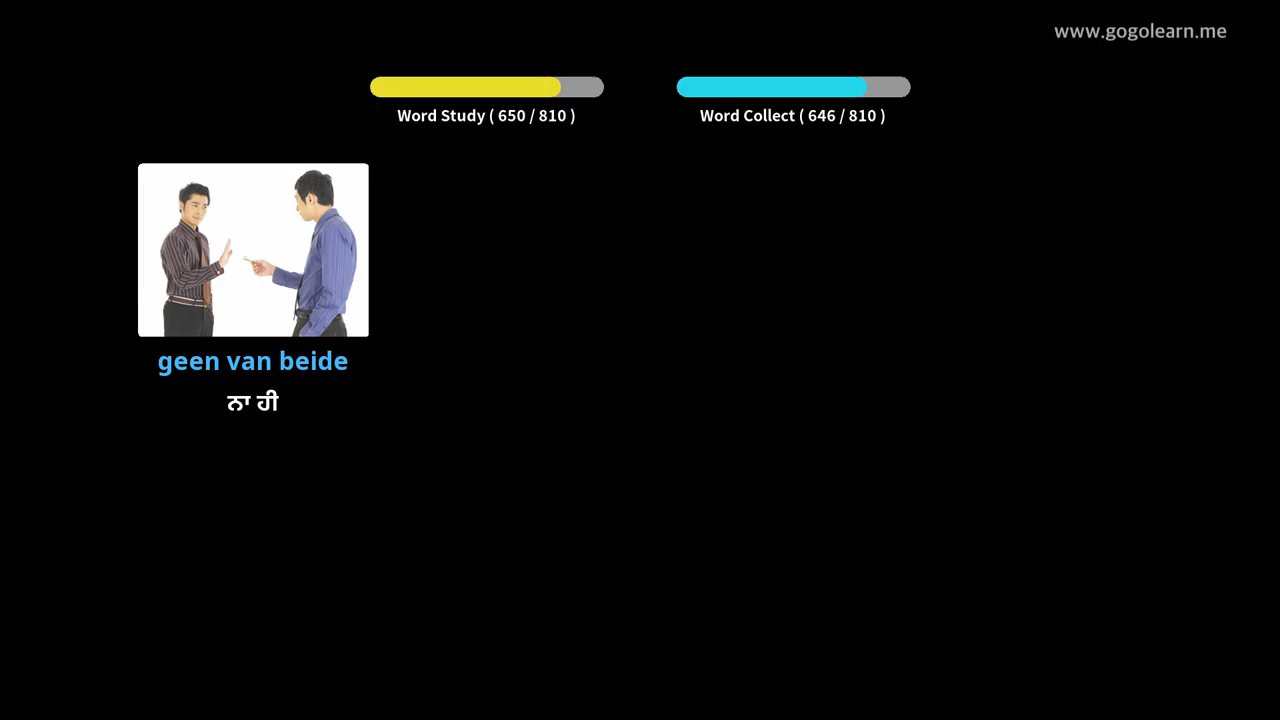 www.gogolearn.me
Word Study ( 650 / 810 )
Word Collect ( 646 / 810 )
geen van beide
ਨਾ ਹੀ